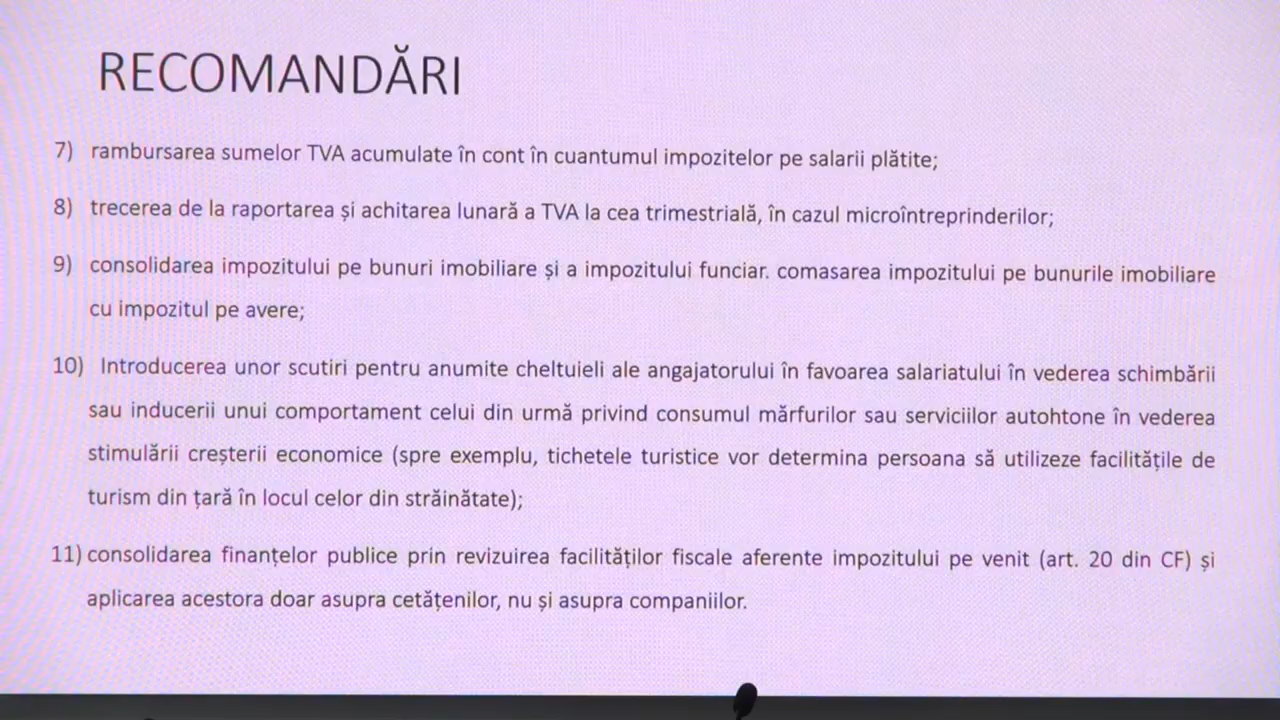 RECOMANDĂRI
7) rambursarea sumelor TVA acumulate în cont în cuantumul impozitelor pe salarii plătite;
8) trecerea de la raportarea și achitarea lunară a TVA la cea trimestrială, în cazul microîntreprinderilor;
9) consolidarea impozitului pe bunuri imobiliare și a impozitului funciar. comasarea impozitului pe bunurile imobiliare
cu impozitul pe avere;
10) Introducerea unor scutiri pentru anumite cheltuieli ale angajatorului în favoarea salariatului în vederea schimbării
sau inducerii unui comportament celui din urmă privind consumul mărfurilor sau serviciilor autohtone în vederea
stimulării creșterii economice (spre exemplu, tichetele turistice vor determina persoana să utilizeze facilitățile de
turism din țară în locul celor din străinătate);
11) consolidarea finanțelor publice prin revizuirea facilităților fiscale aferente impozitului pe venit (art. 20 din CF) și
aplicarea acestora doar asupra cetățenilor, nu și asupra companiilor.